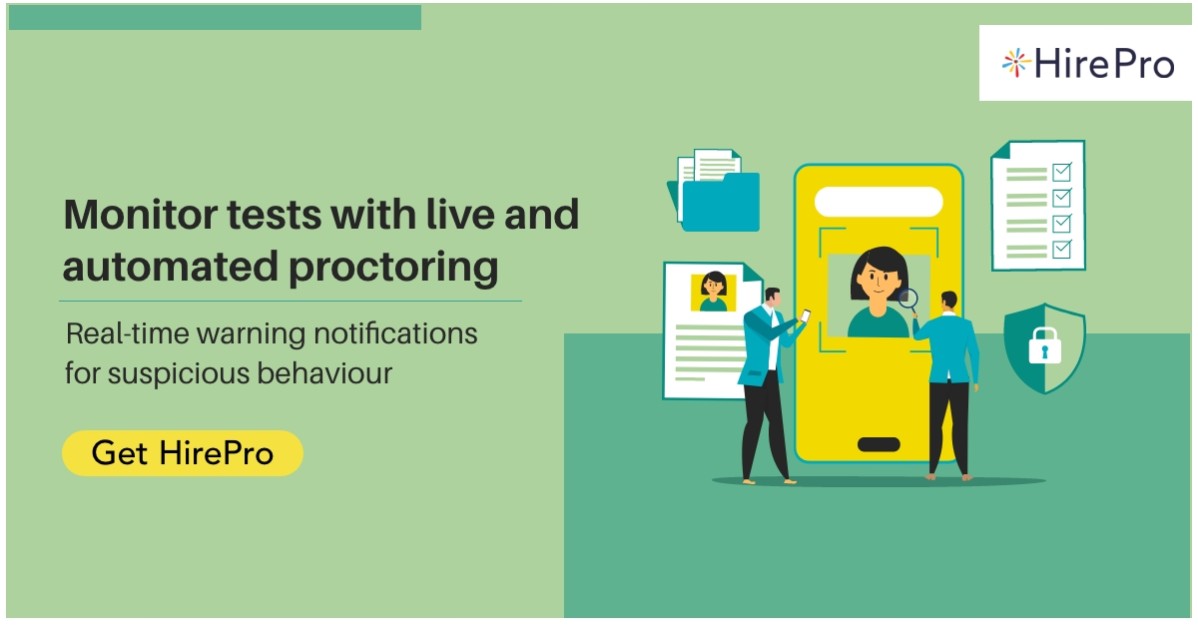 HirePro
Monitor tests with live and
automated proctoring
Real-time warning notifications
for suspicious behaviour
Get HirePro